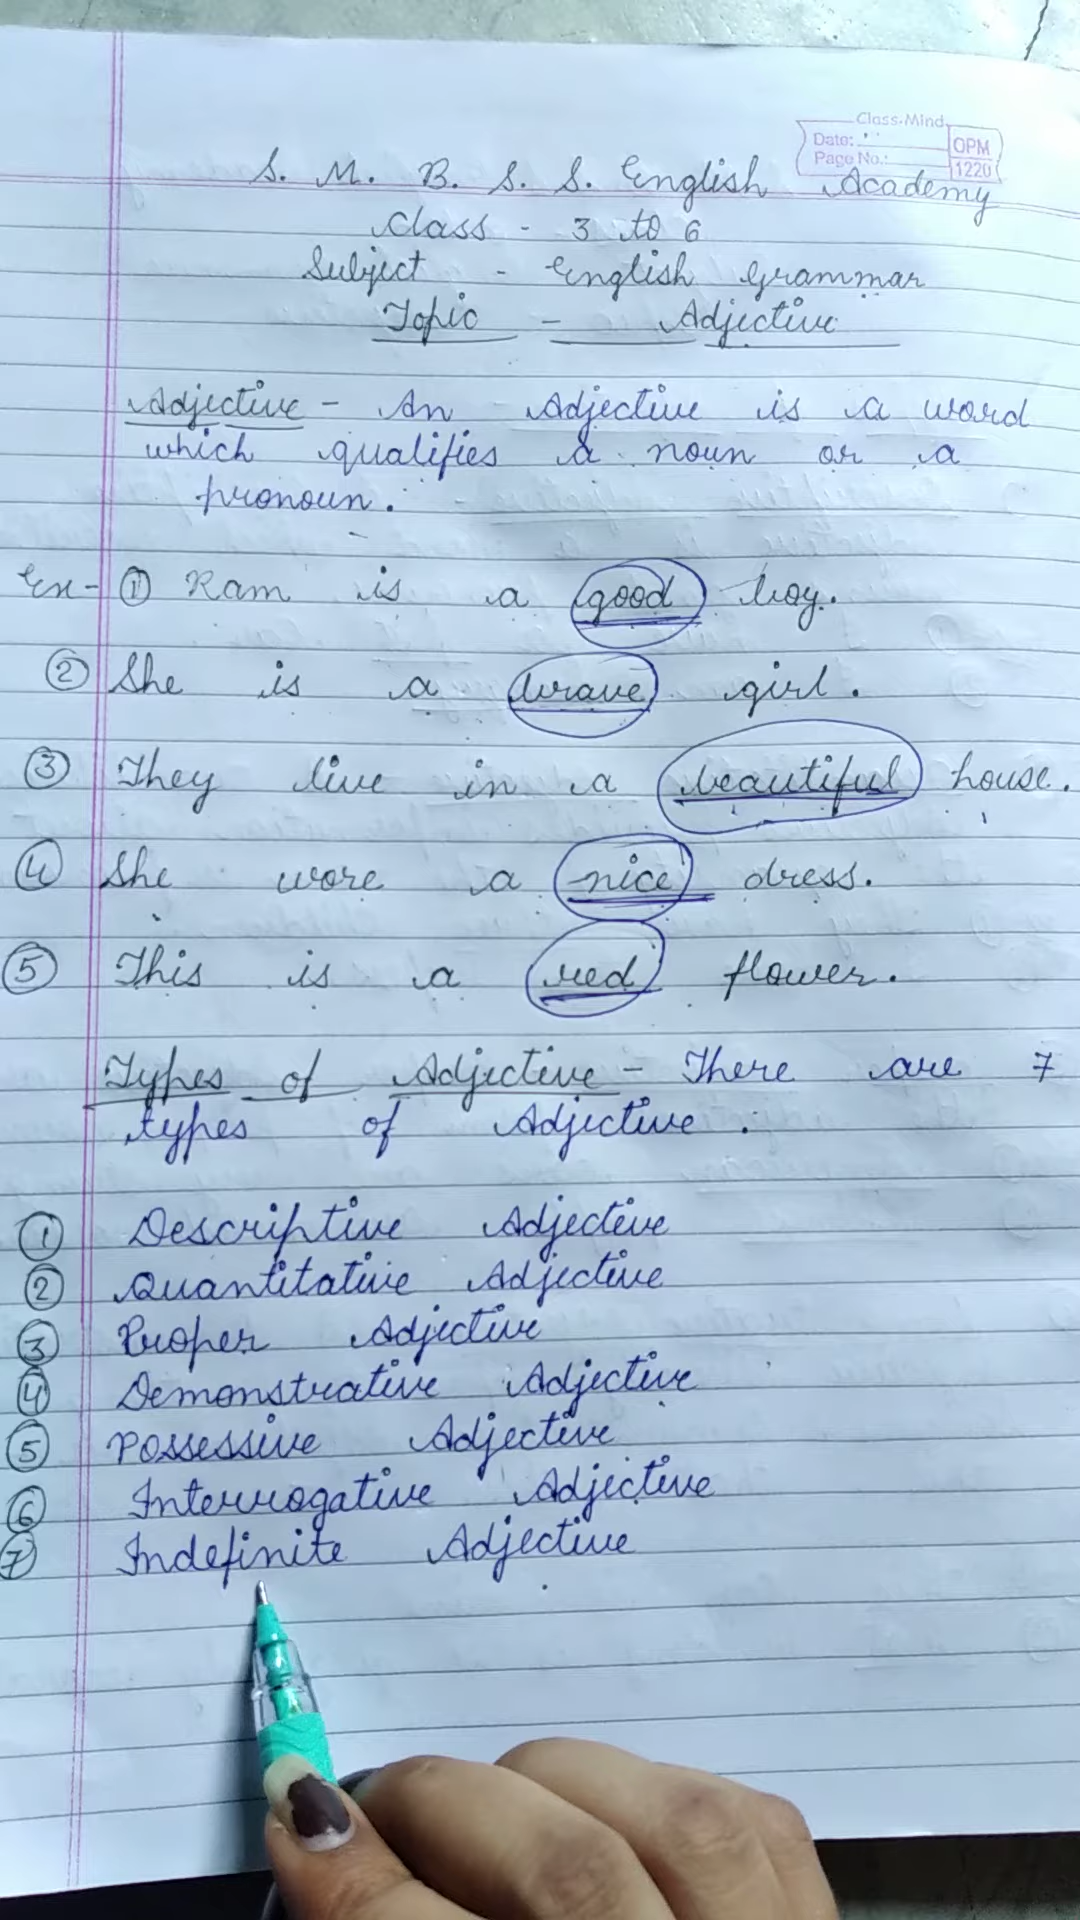 Class-Mind
Date:
Page No.:
OPM
1220
S. M. B. S. S. English Academy
Class - 3 to 6
Subject - English Grammar
Topic - Adjective
Adjective - An Adjective is a word
which qualifies a noun or a
pronoun.
Ex- ① Ram is a good boy.
② She is a brave girl.
③ They live in a beautiful house.
④ She wore a nice dress.
⑤ This is a red flower.
Types of Adjective - There are 7
types of Adjective.
① Descriptive Adjective
② Quantitative Adjective
③ Proper Adjective
④ Demonstrative Adjective
⑤ Possessive Adjective
⑥ Interrogative Adjective
⑦ Indefinite Adjective